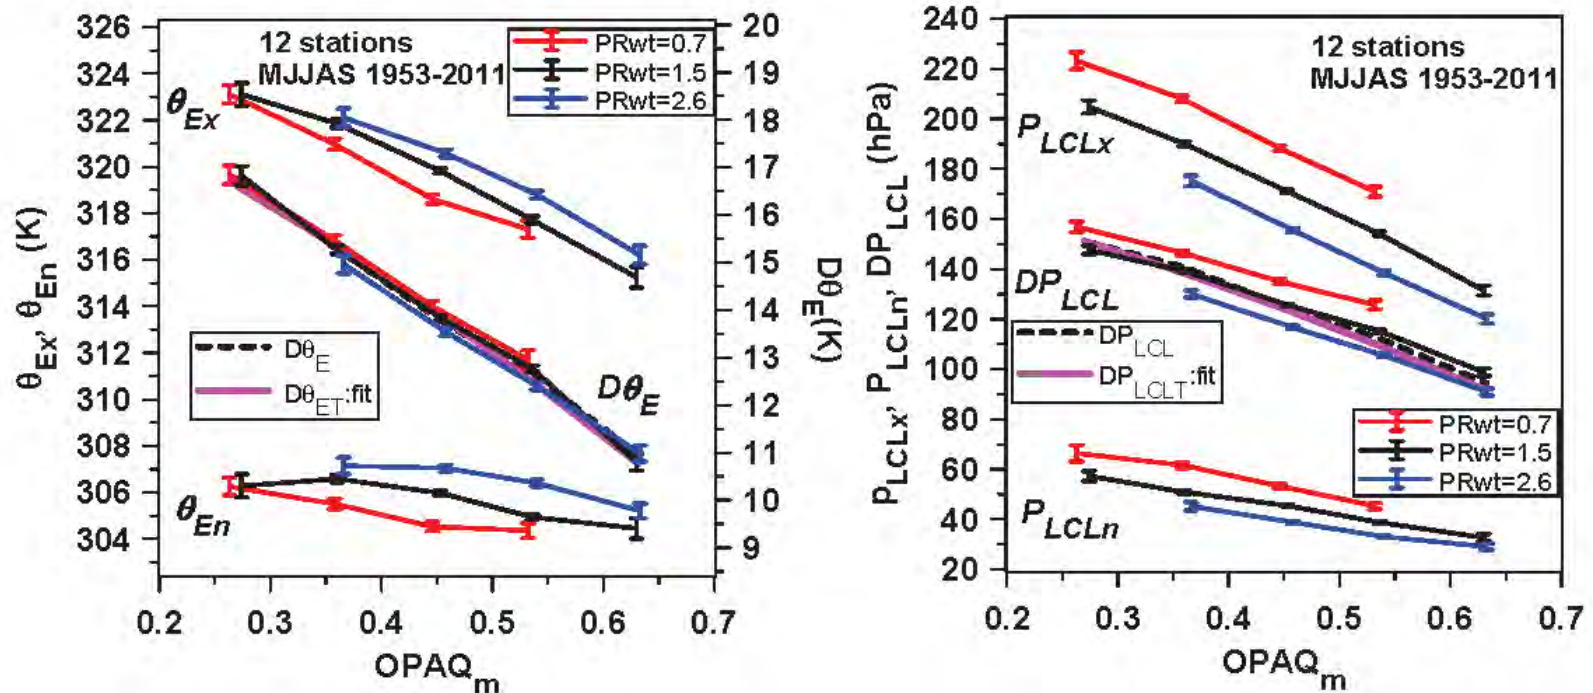 326
324
322
320
318
316
314
312
310
308
306
304
θEx, θEn (K)
12 stations
MJJAS 1953-2011
PRwt=0.7
PRwt=1.5
PRwt=2.6
θEx
DθE
DθET:fit
DθE
θEn
20
19
18
17
16
15
14
13
12
11
10
9
DθE(K)
0.2 0.3 0.4 0.5 0.6 0.7
OPAQm
240
220
200
180
160
140
120
100
80
60
40
20
PLCLx, PLCLn, DPLCL (hPa)
12 stations
MJJAS 1953-2011
PLCLx
DPLCL
DPLCL
DPLCLT:fit
PRwt=0.7
PRwt=1.5
PRwt=2.6
PLCLn
0.2 0.3 0.4 0.5 0.6 0.7
OPAQm